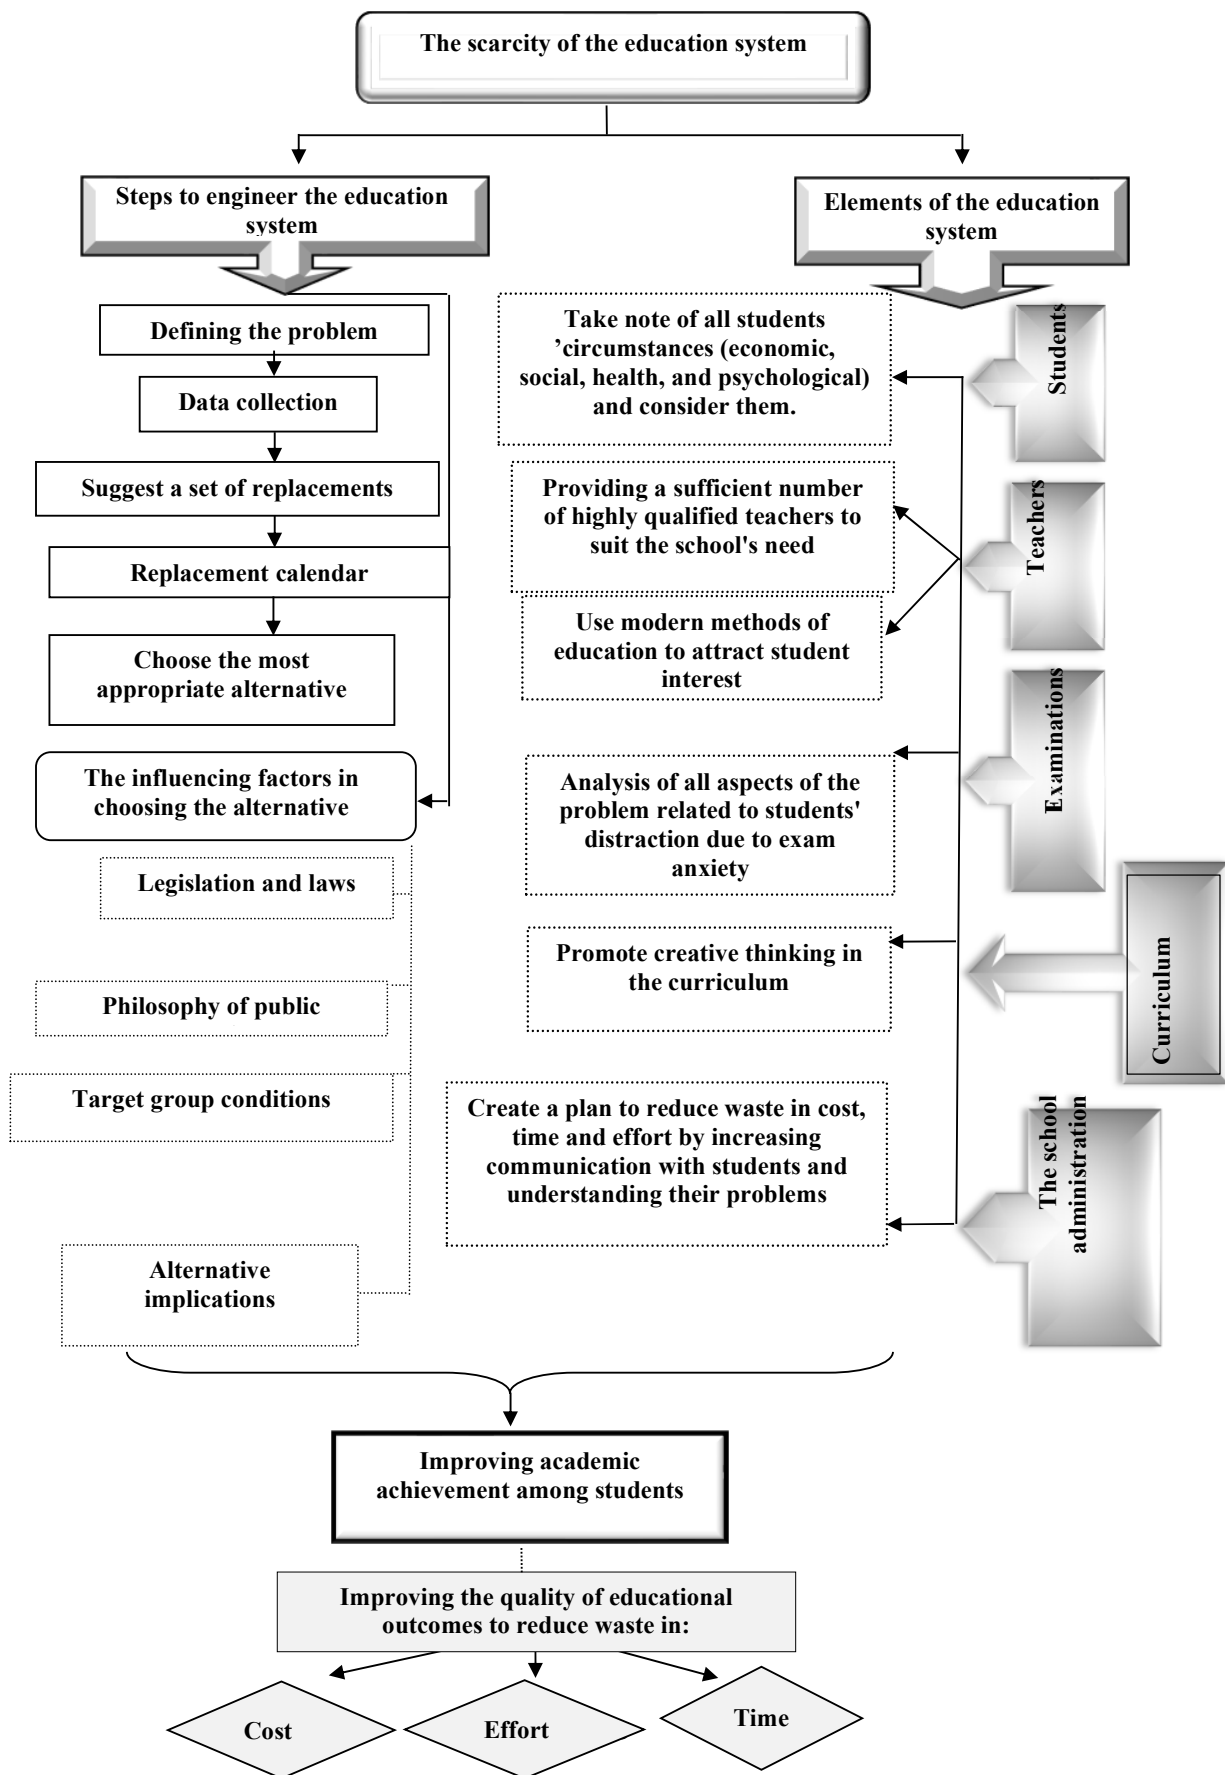 The scarcity of the education system
Steps to engineer the education
system
Elements of the education
system
Defining the problem
Data collection
Suggest a set of replacements
Replacement calendar
Choose the most
appropriate alternative
The influencing factors in
choosing the alternative
Legislation and laws
Philosophy of public
Target group conditions
Alternative
implications
Take note of all students
’circumstances (economic,
social, health, and psychological)
and consider them.
Students
Providing a sufficient number
of highly qualified teachers to
suit the school's need
Use modern methods of
education to attract student
interest
Teachers
Analysis of all aspects of the
problem related to students'
distraction due to exam
anxiety
Examinations
Promote creative thinking in
the curriculum
Curriculum
Create a plan to reduce waste in cost,
time and effort by increasing
communication with students and
understanding their problems
The school
administration
Improving academic
achievement among students
Improving the quality of educational
outcomes to reduce waste in:
Cost
Effort
Time